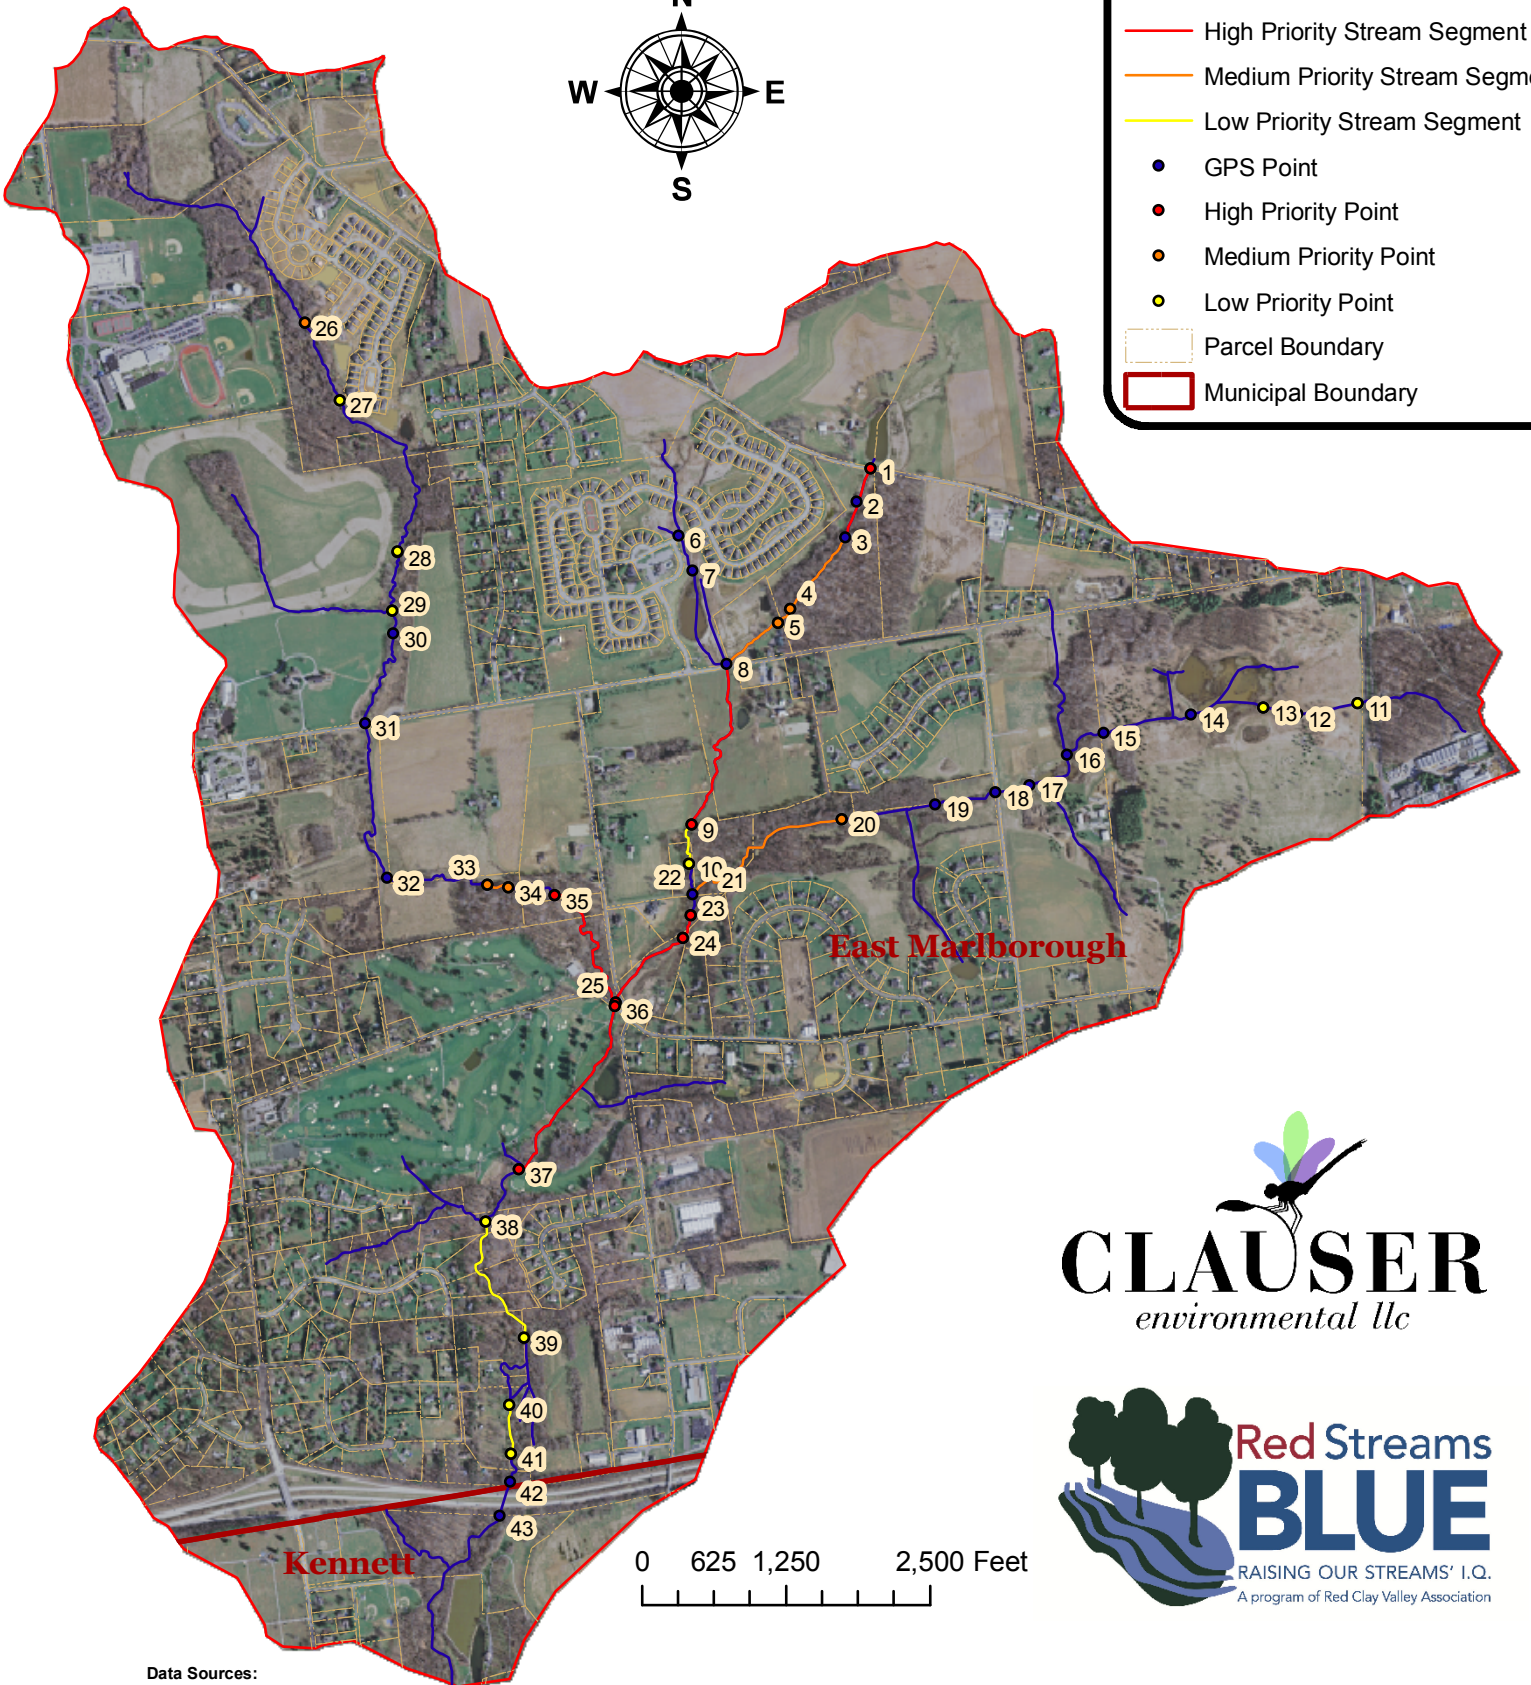 N
W
E
S
High Priority Stream Segment
Medium Priority Stream Segm
Low Priority Stream Segment
GPS Point
High Priority Point
Medium Priority Point
Low Priority Point
Parcel Boundary
Municipal Boundary
26
27
1
2
3
28
6
7
4
29
5
30
8
31
11
13
12
14
15
16
17
18
19
20
9
10
22
21
33
32
34
35
23
24
East Marlborough
25
36
37
38
39
40
41
42
43
Kennett
0 625 1,250 2,500 Feet
CLAUSER
environmental llc
Red Streams
BLUE
RAISING OUR STREAMS' I.Q.
A program of Red Clay Valley Association
Data Sources: